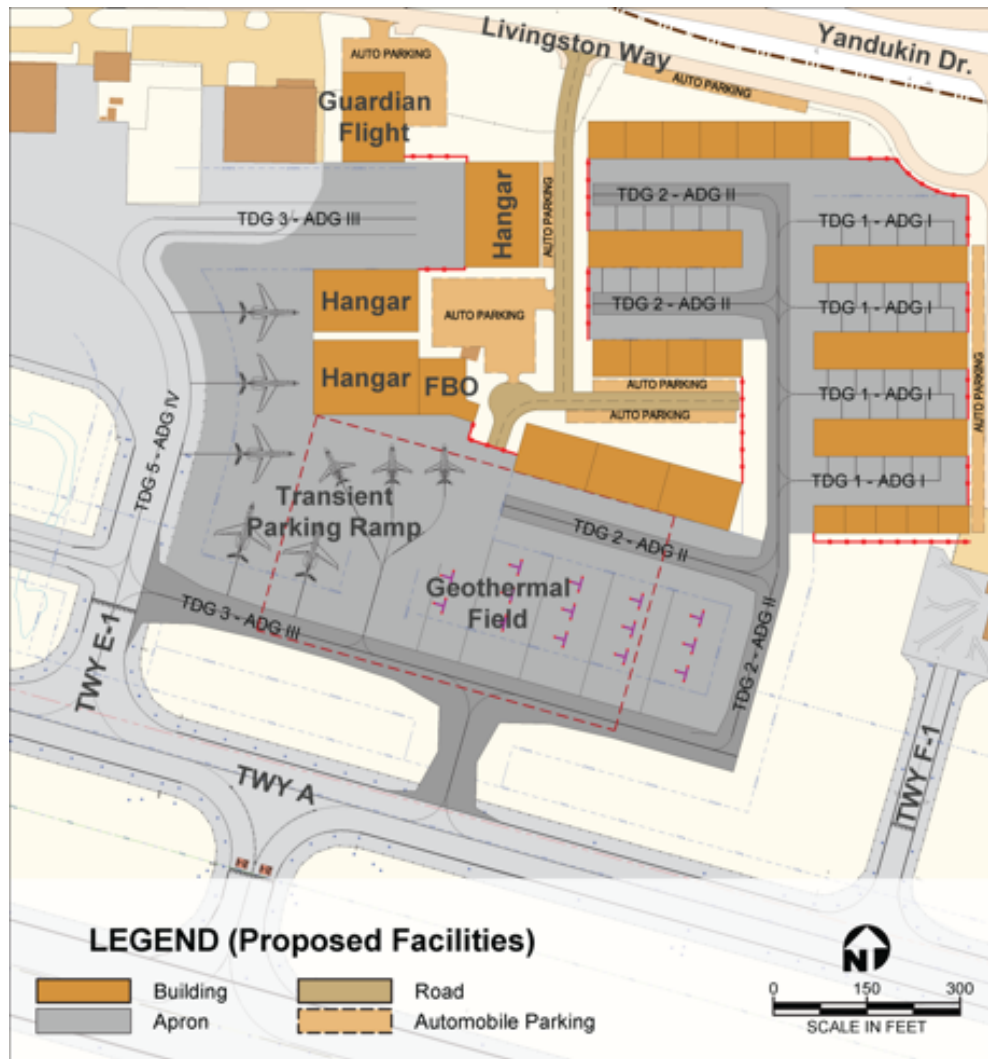 Livingston Way
Yandukin Dr.
AUTO PARKING
AUTO PARKING
Guardian
Flight
TDG 3 - ADG III
Hangar
AUTO PARKING
TDG 2 - ADG II
TDG 1 - ADG I
Hangar
AUTO PARKING
TDG 2 - ADG II
TDG 1 - ADG I
Hangar
FBO
AUTO PARKING
AUTO PARKING
TDG 1 - ADG I
AUTO PARKING
TDG 5 - ADG IV
TDG 1 - ADG I
Transient
Parking Ramp
TDG 2 - ADG II
Geothermal
Field
TDG 3 - ADG III
TDG 2 - ADG II
TWY E-1
TWY A
TWY F-1
LEGEND (Proposed Facilities)
Building
Road
Apron
Automobile Parking
N
0 150 300
SCALE IN FEET